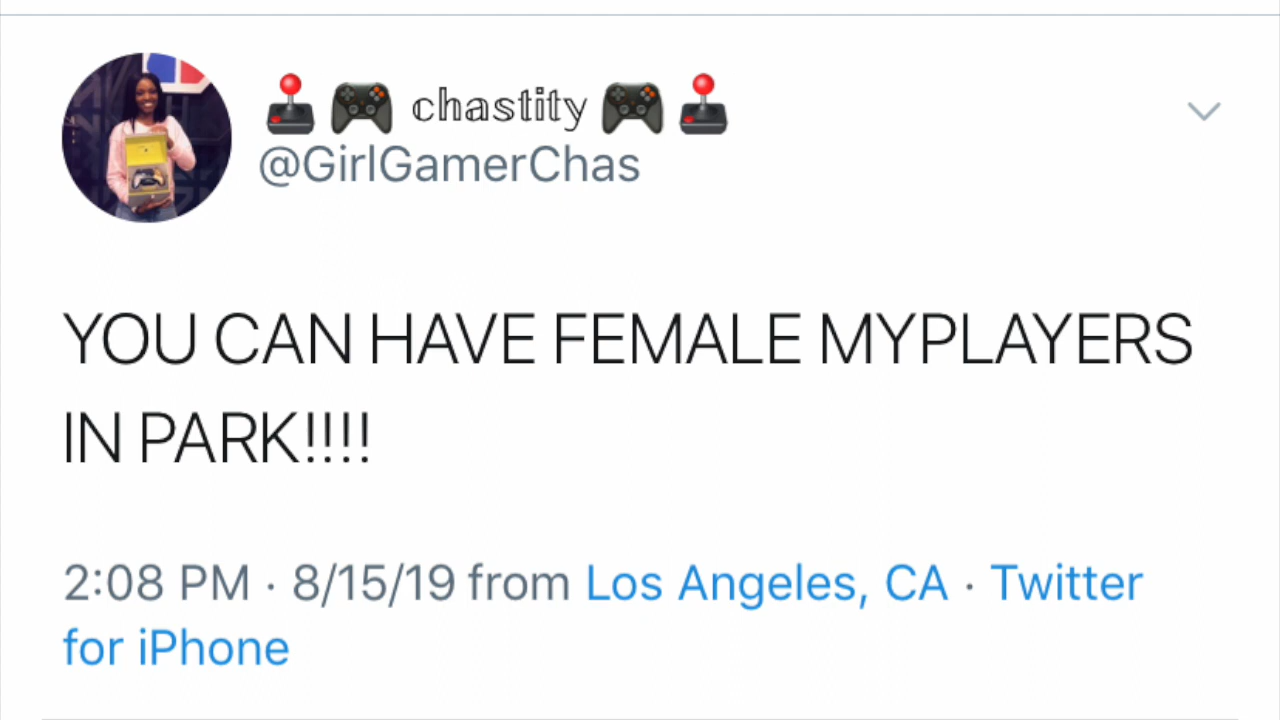 🕹️🎮 𝕔𝕙𝕒𝕤𝕥𝕚𝕥𝕪 🎮🕹️
@GirlGamerChas
YOU CAN HAVE FEMALE MYPLAYERS
IN PARK!!!!
2:08 PM · 8/15/19 from Los Angeles, CA · Twitter
for iPhone